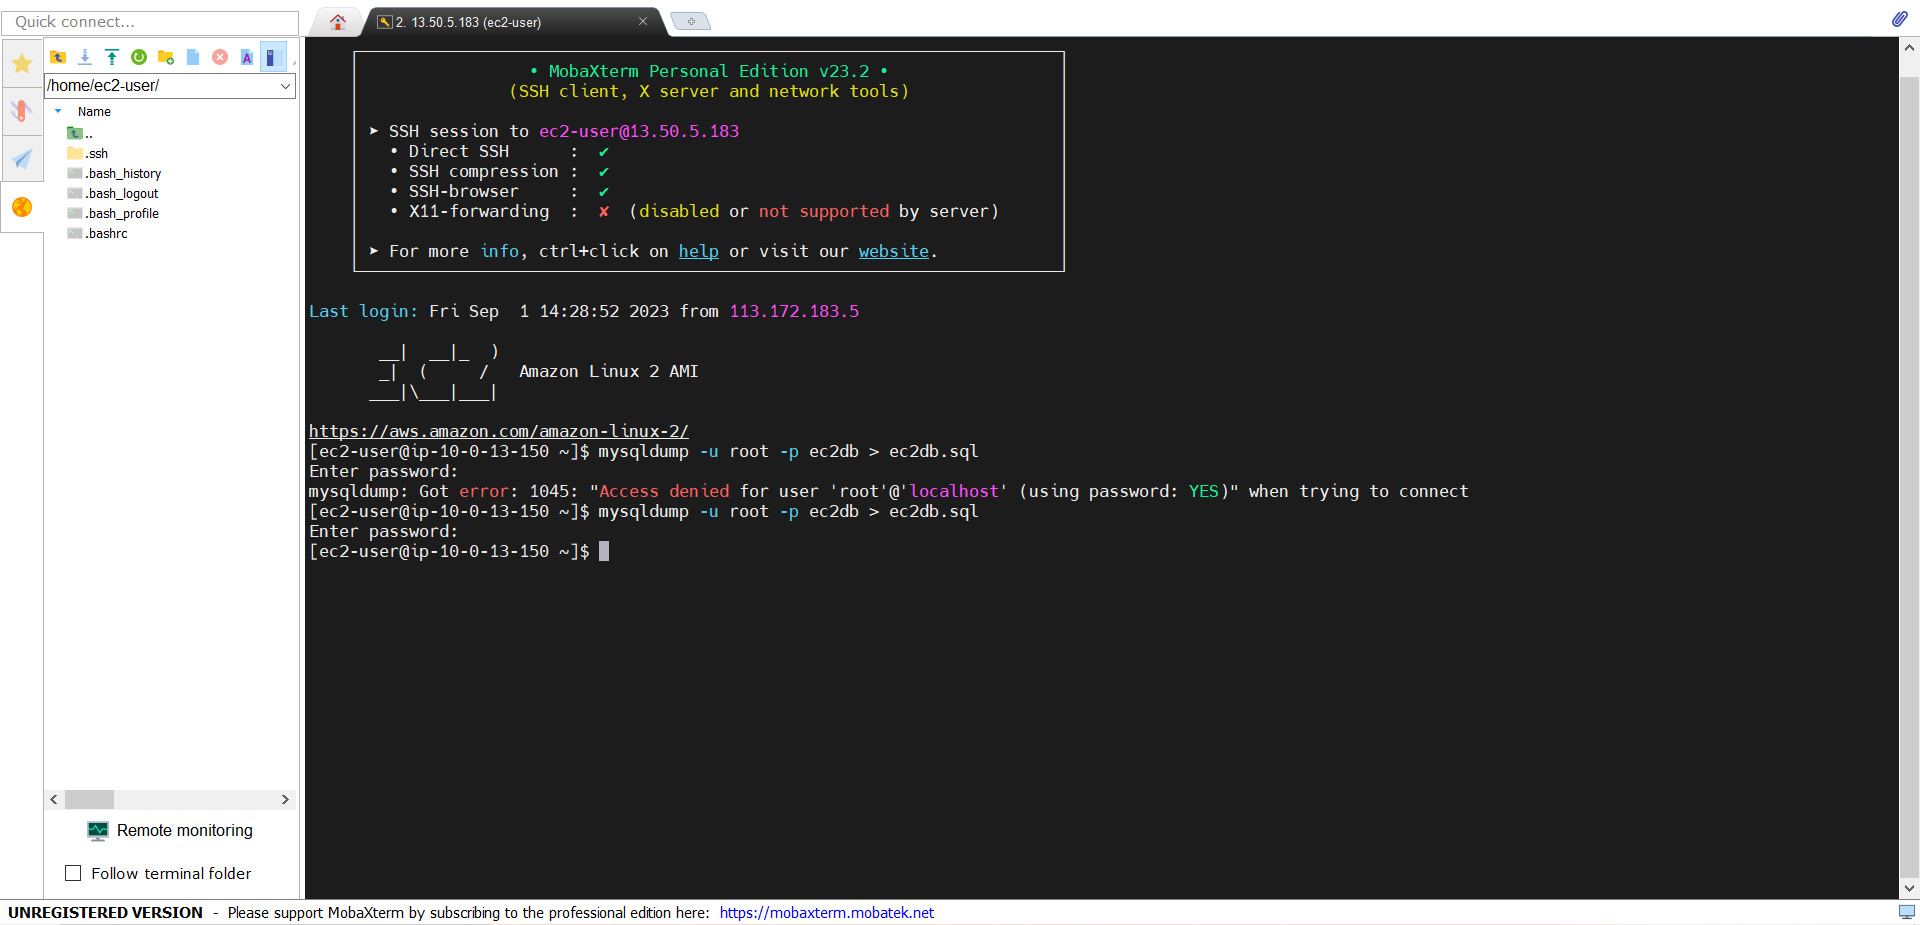 Quick connect...
2. 13.50.5.183 (ec2-user)
/home/ec2-user/
Name
..
.ssh
.bash_history
.bash_logout
.bash_profile
.bashrc
Remote monitoring
Follow terminal folder
• MobaXterm Personal Edition v23.2 •
(SSH client, X server and network tools)
➤ SSH session to ec2-user@13.50.5.183
• Direct SSH      :  ✔
• SSH compression :  ✔
• SSH-browser     :  ✔
• X11-forwarding  :  ✘  (disabled or not supported by server)
➤ For more info, ctrl+click on help or visit our website.
Last login: Fri Sep  1 14:28:52 2023 from 113.172.183.5
       __|  __|_  )
       _|  (     /   Amazon Linux 2 AMI
      ___|\___|___|
https://aws.amazon.com/amazon-linux-2/
[ec2-user@ip-10-0-13-150 ~]$ mysqldump -u root -p ec2db > ec2db.sql
Enter password:
mysqldump: Got error: 1045: "Access denied for user 'root'@'localhost' (using password: YES)" when trying to connect
[ec2-user@ip-10-0-13-150 ~]$ mysqldump -u root -p ec2db > ec2db.sql
Enter password:
[ec2-user@ip-10-0-13-150 ~]$
UNREGISTERED VERSION  -  Please support MobaXterm by subscribing to the professional edition here:  https://mobaxterm.mobatek.net